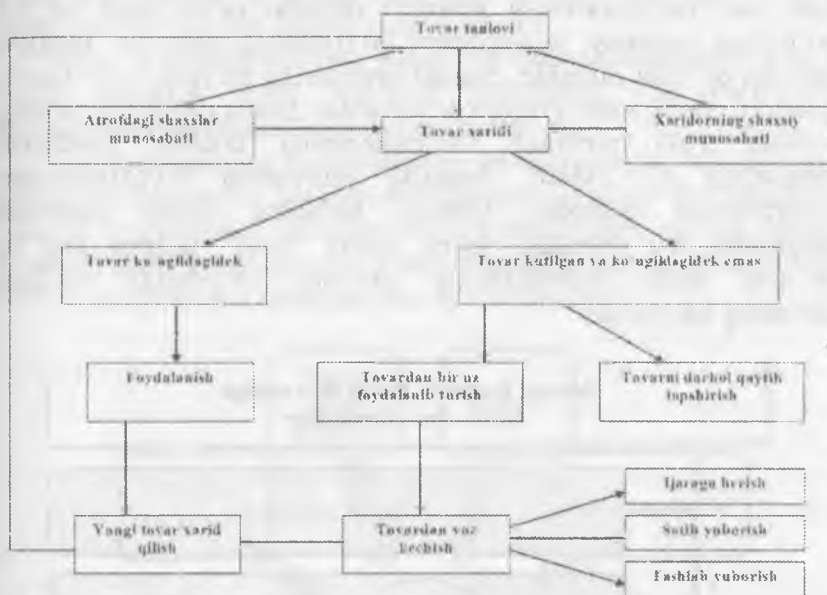 Tovar tanlovi
Atrofdagi shaxslar
munosabati
Tovar xaridi
Xaridorning shaxsiy
munosabati
Tovar ko ngildagidek
Tovar kutilgan va ko ngildagidek emas
Foydalanish
Tovardan bir oz
foydalanib turish
Tovarni darhol qaytib
topshirish
Yangi tovar xarid
qilish
Tovardan voz
kechish
Ijaraga berish
Sotib yuborish
Tashlab yuborish